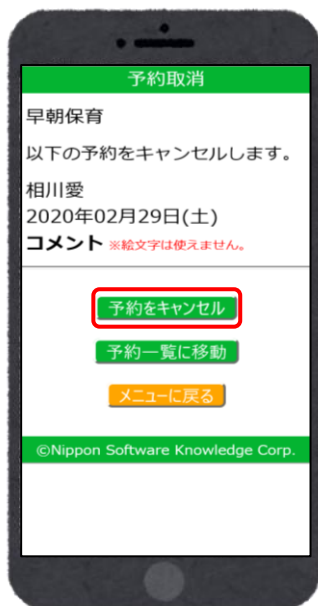 予約取消
早朝保育
以下の予約をキャンセルします。
相川愛
2020年02月29日(土)
コメント ※絵文字は使えません。
予約をキャンセル
予約一覧に移動
メニューに戻る
©Nippon Software Knowledge Corp.